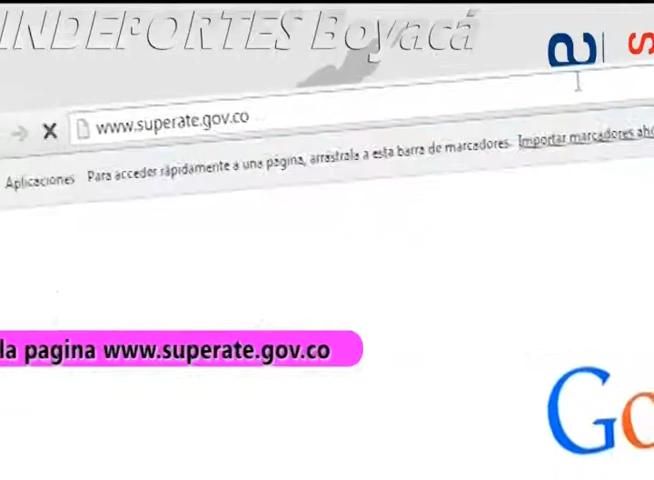 INDEPORTES Boyacá
www.superate.gov.co
Aplicaciones Para acceder rápidamente a una página, arrástrala a esta barra de marcadores. Importar marcadores
la pagina www.superate.gov.co
Go